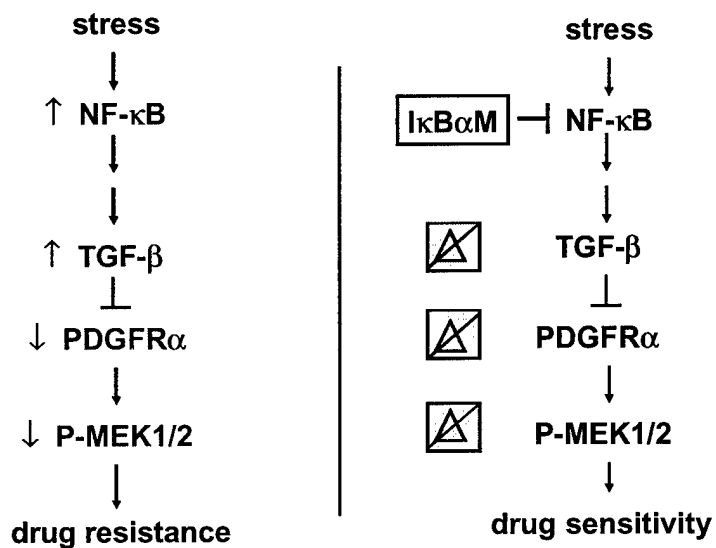 stress
↑ NF-κB
↑ TGF-β
↓ PDGFRα
↓ P-MEK1/2
drug resistance
stress
IκBαM
NF-κB
Δ TGF-β
Δ PDGFRα
Δ P-MEK1/2
drug sensitivity